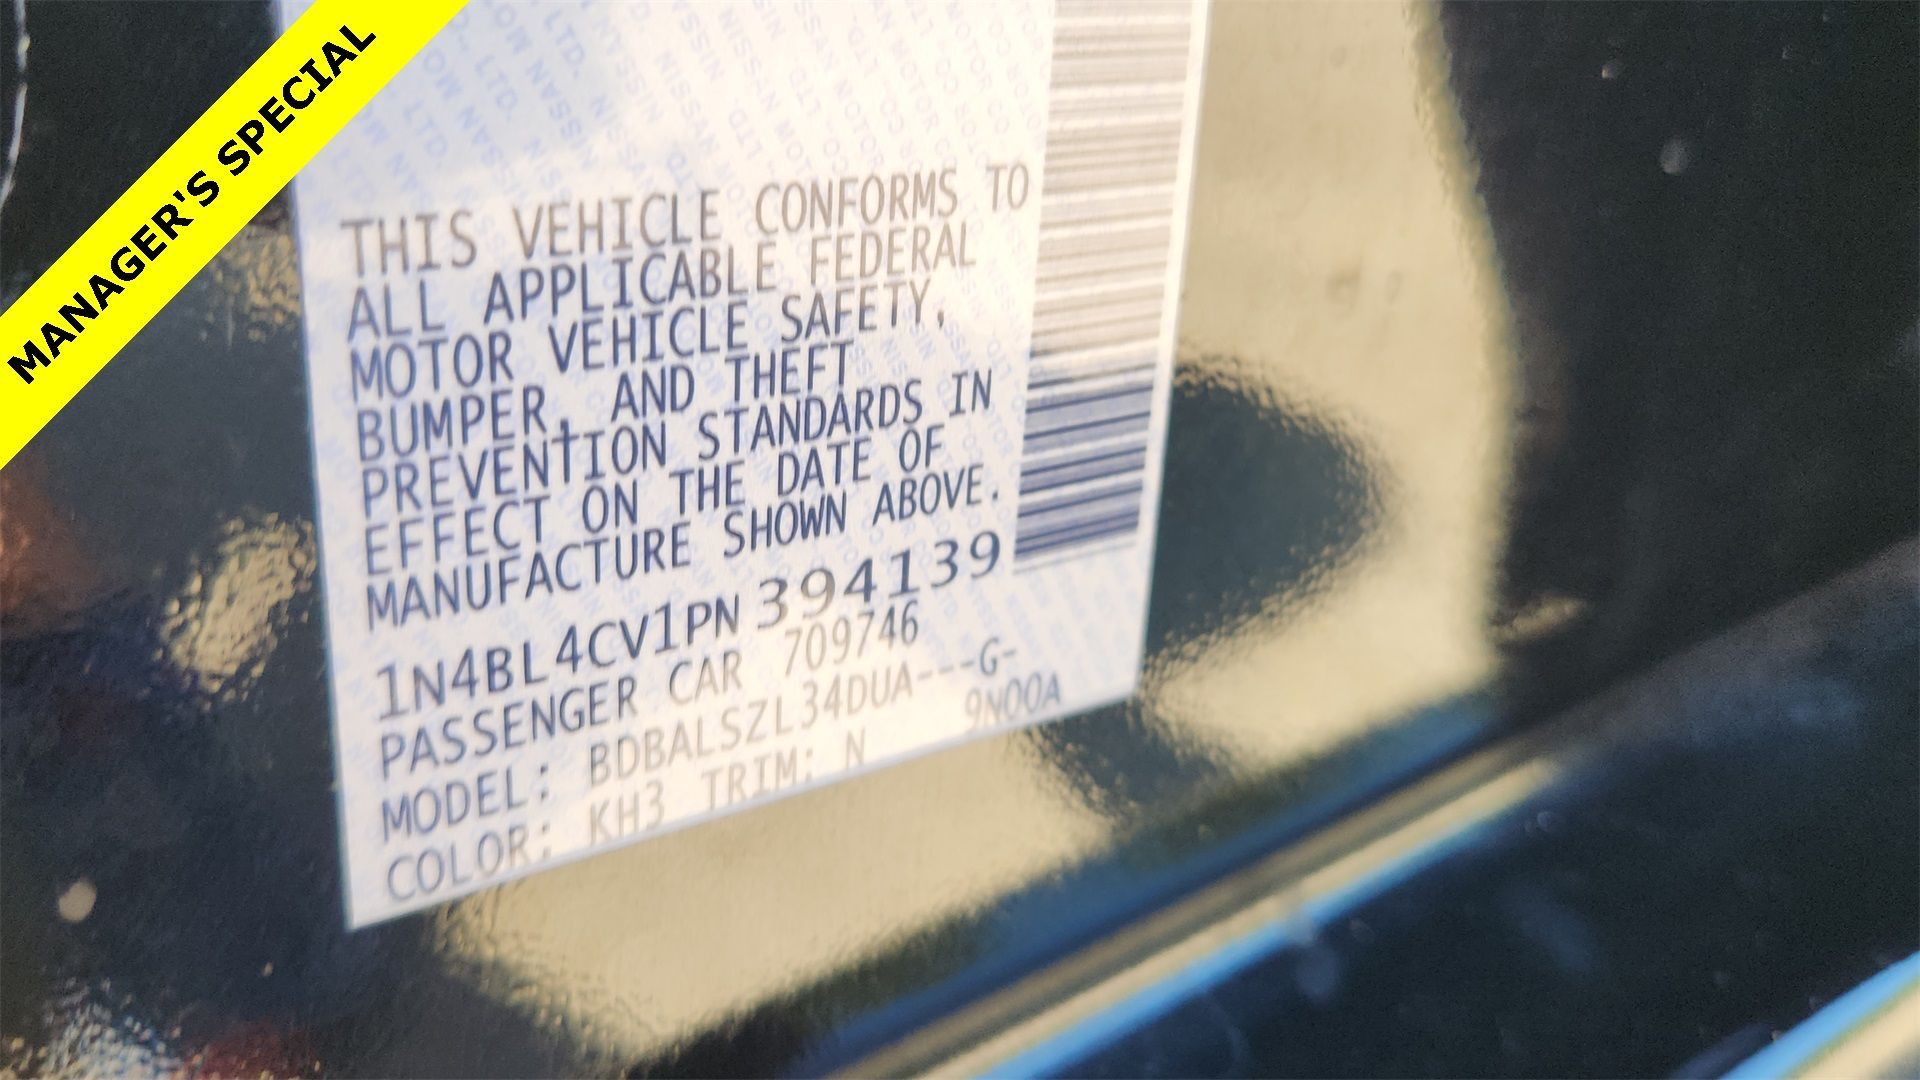 MANAGER'S SPECIAL
THIS VEHICLE CONFORMS TO
ALL APPLICABLE FEDERAL
MOTOR VEHICLE SAFETY,
BUMPER, AND THEFT
PREVENTION STANDARDS IN
EFFECT ON THE DATE OF
MANUFACTURE SHOWN ABOVE.
1N4BL4CV1PN394139
PASSENGER CAR 709746
MODEL: BDBALSZL34DUA---G-
COLOR: KH3 TRIM: N 9N00A